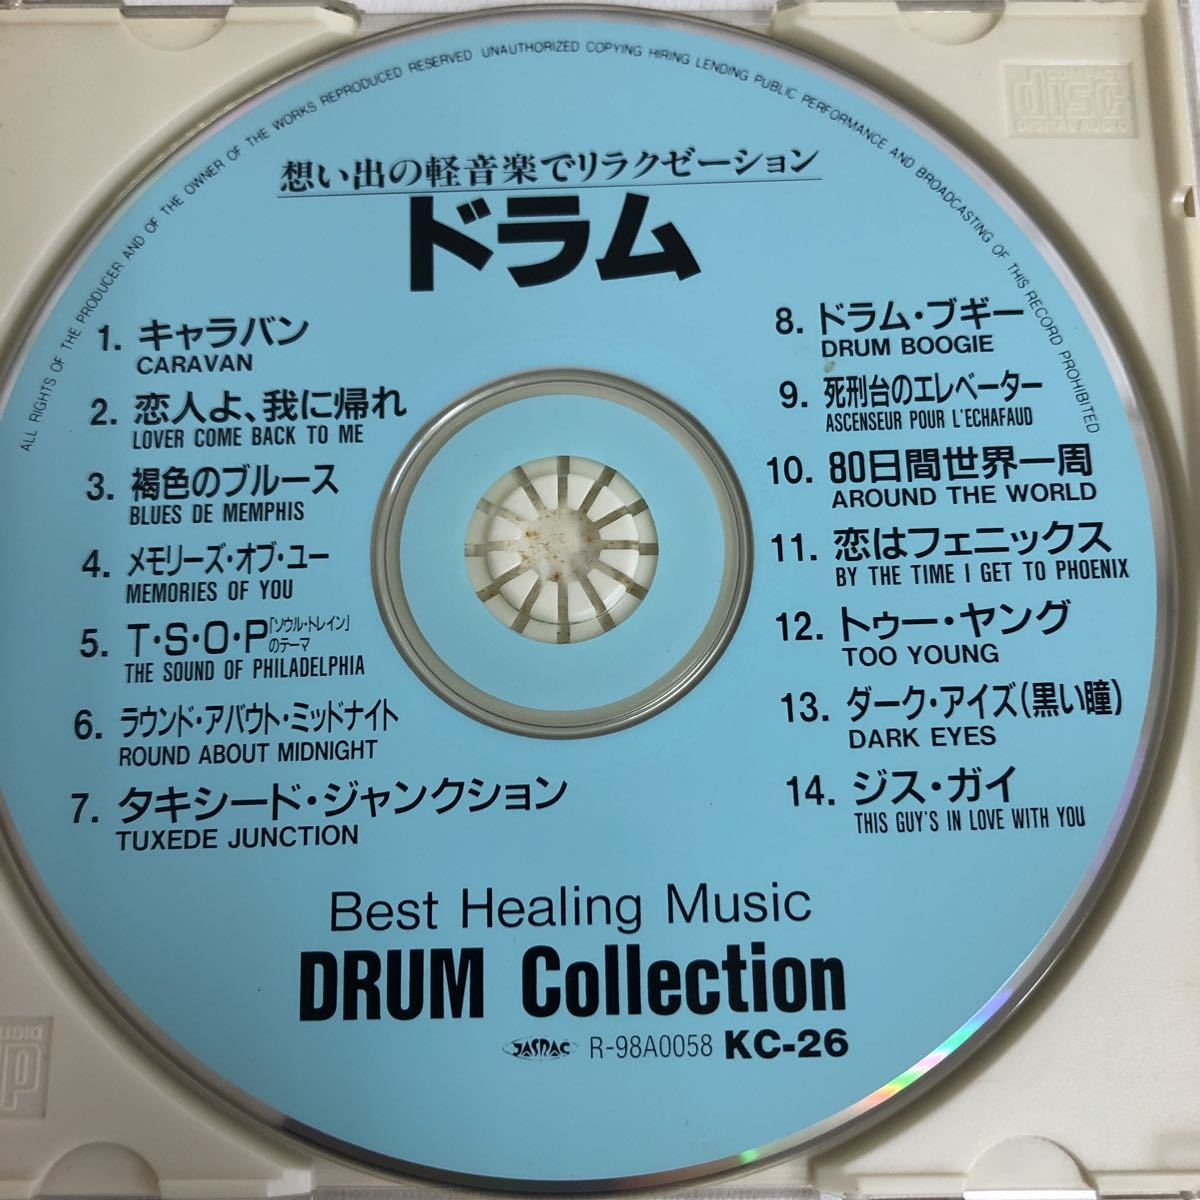 ALL RIGHTS OF THE PRODUCER AND OF THE OWNER OF THE WORKS REPRODUCED RESERVED UNAUTHORIZED COPYING HIRING LENDING PUBLIC PERFORMANCE AND BROADCASTING OF THIS RECORD PROHIBITED
COMPACT
disc
DIGITAL AUDIO
想い出の軽音楽でリラクゼーション
ドラム
1. キャラバン
CARAVAN
2. 恋人よ、我に帰れ
LOVER COME BACK TO ME
3. 褐色のブルース
BLUES DE MEMPHIS
4. メモリーズ・オブ・ユー
MEMORIES OF YOU
5. T・S・O・P「ソウル・トレイン」のテーマ
THE SOUND OF PHILADELPHIA
6. ラウンド・アバウト・ミッドナイト
ROUND ABOUT MIDNIGHT
7. タキシード・ジャンクション
TUXEDE JUNCTION
8. ドラム・ブギー
DRUM BOOGIE
9. 死刑台のエレベーター
ASCENSEUR POUR L'ECHAFAUD
10. 80日間世界一周
AROUND THE WORLD
11. 恋はフェニックス
BY THE TIME I GET TO PHOENIX
12. トゥー・ヤング
TOO YOUNG
13. ダーク・アイズ(黒い瞳)
DARK EYES
14. ジス・ガイ
THIS GUY'S IN LOVE WITH YOU
Best Healing Music
DRUM Collection
JASRAC R-98A0058 KC-26